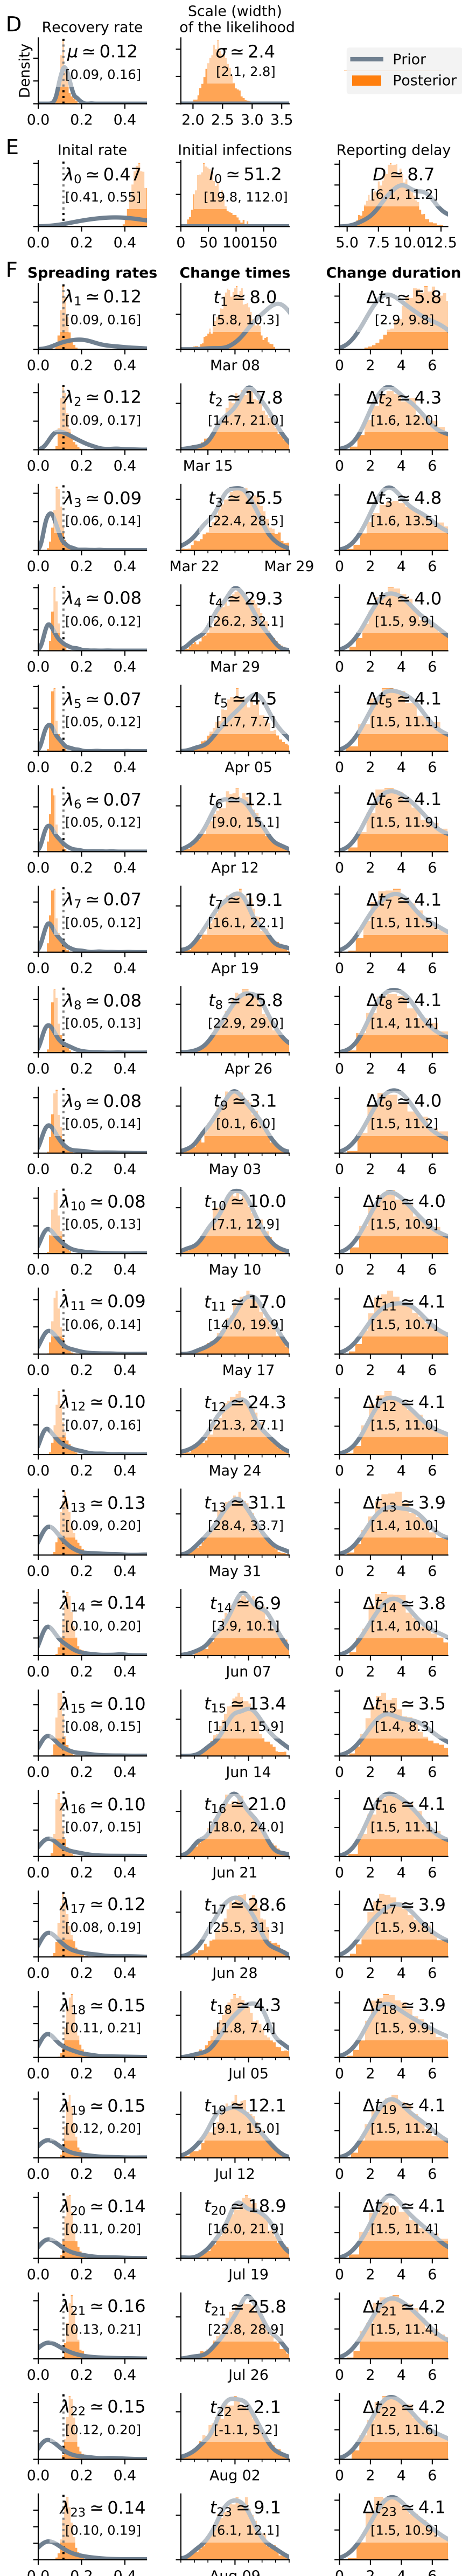 D
Recovery rate
Scale (width)
of the likelihood
Density
μ ≃ 0.12
[0.09, 0.16]
0.0 0.2 0.4
σ ≃ 2.4
[2.1, 2.8]
2.0 2.5 3.0 3.5
Prior
Posterior
E
Inital rate
Initial infections
Reporting delay
λ0 ≃ 0.47
[0.41, 0.55]
0.0 0.2 0.4
I0 ≃ 51.2
[19.8, 112.0]
0 50 100 150
D ≃ 8.7
[6.1, 11.2]
5.0 7.5 10.0 12.5
F
Spreading rates
Change times
Change duration
λ1 ≃ 0.12
[0.09, 0.16]
0.0 0.2 0.4
t1 ≃ 8.0
[5.8, 10.3]
Mar 08
Δt1 ≃ 5.8
[2.9, 9.8]
0 2 4 6
λ2 ≃ 0.12
[0.09, 0.17]
0.0 0.2 0.4
t2 ≃ 17.8
[14.7, 21.0]
Mar 15
Δt2 ≃ 4.3
[1.6, 12.0]
0 2 4 6
λ3 ≃ 0.09
[0.06, 0.14]
0.0 0.2 0.4
t3 ≃ 25.5
[22.4, 28.5]
Mar 22 Mar 29
Δt3 ≃ 4.8
[1.6, 13.5]
0 2 4 6
λ4 ≃ 0.08
[0.06, 0.12]
0.0 0.2 0.4
t4 ≃ 29.3
[26.2, 32.1]
Mar 29
Δt4 ≃ 4.0
[1.5, 9.9]
0 2 4 6
λ5 ≃ 0.07
[0.05, 0.12]
0.0 0.2 0.4
t5 ≃ 4.5
[1.7, 7.7]
Apr 05
Δt5 ≃ 4.1
[1.5, 11.1]
0 2 4 6
λ6 ≃ 0.07
[0.05, 0.12]
0.0 0.2 0.4
t6 ≃ 12.1
[9.0, 15.1]
Apr 12
Δt6 ≃ 4.1
[1.5, 11.9]
0 2 4 6
λ7 ≃ 0.07
[0.05, 0.12]
0.0 0.2 0.4
t7 ≃ 19.1
[16.1, 22.1]
Apr 19
Δt7 ≃ 4.1
[1.5, 11.5]
0 2 4 6
λ8 ≃ 0.08
[0.05, 0.13]
0.0 0.2 0.4
t8 ≃ 25.8
[22.9, 29.0]
Apr 26
Δt8 ≃ 4.1
[1.4, 11.4]
0 2 4 6
λ9 ≃ 0.08
[0.05, 0.14]
0.0 0.2 0.4
t9 ≃ 3.1
[0.1, 6.0]
May 03
Δt9 ≃ 4.0
[1.5, 11.2]
0 2 4 6
λ10 ≃ 0.08
[0.05, 0.13]
0.0 0.2 0.4
t10 ≃ 10.0
[7.1, 12.9]
May 10
Δt10 ≃ 4.0
[1.5, 10.9]
0 2 4 6
λ11 ≃ 0.09
[0.06, 0.14]
0.0 0.2 0.4
t11 ≃ 17.0
[14.0, 19.9]
May 17
Δt11 ≃ 4.1
[1.5, 10.7]
0 2 4 6
λ12 ≃ 0.10
[0.07, 0.16]
0.0 0.2 0.4
t12 ≃ 24.3
[21.3, 27.1]
May 24
Δt12 ≃ 4.1
[1.5, 11.0]
0 2 4 6
λ13 ≃ 0.13
[0.09, 0.20]
0.0 0.2 0.4
t13 ≃ 31.1
[28.4, 33.7]
May 31
Δt13 ≃ 3.9
[1.4, 10.0]
0 2 4 6
λ14 ≃ 0.14
[0.10, 0.20]
0.0 0.2 0.4
t14 ≃ 6.9
[3.9, 10.1]
Jun 07
Δt14 ≃ 3.8
[1.4, 10.0]
0 2 4 6
λ15 ≃ 0.10
[0.08, 0.15]
0.0 0.2 0.4
t15 ≃ 13.4
[11.1, 15.9]
Jun 14
Δt15 ≃ 3.5
[1.4, 8.3]
0 2 4 6
λ16 ≃ 0.10
[0.07, 0.15]
0.0 0.2 0.4
t16 ≃ 21.0
[18.0, 24.0]
Jun 21
Δt16 ≃ 4.1
[1.5, 11.1]
0 2 4 6
λ17 ≃ 0.12
[0.08, 0.19]
0.0 0.2 0.4
t17 ≃ 28.6
[25.5, 31.3]
Jun 28
Δt17 ≃ 3.9
[1.5, 9.8]
0 2 4 6
λ18 ≃ 0.15
[0.11, 0.21]
0.0 0.2 0.4
t18 ≃ 4.3
[1.8, 7.4]
Jul 05
Δt18 ≃ 3.9
[1.5, 9.9]
0 2 4 6
λ19 ≃ 0.15
[0.12, 0.20]
0.0 0.2 0.4
t19 ≃ 12.1
[9.1, 15.0]
Jul 12
Δt19 ≃ 4.1
[1.5, 11.2]
0 2 4 6
λ20 ≃ 0.14
[0.11, 0.20]
0.0 0.2 0.4
t20 ≃ 18.9
[16.0, 21.9]
Jul 19
Δt20 ≃ 4.1
[1.5, 11.4]
0 2 4 6
λ21 ≃ 0.16
[0.13, 0.21]
0.0 0.2 0.4
t21 ≃ 25.8
[22.8, 28.9]
Jul 26
Δt21 ≃ 4.2
[1.5, 11.4]
0 2 4 6
λ22 ≃ 0.15
[0.12, 0.20]
0.0 0.2 0.4
t22 ≃ 2.1
[-1.1, 5.2]
Aug 02
Δt22 ≃ 4.2
[1.5, 11.6]
0 2 4 6
λ23 ≃ 0.14
[0.10, 0.19]
0.0 0.2 0.4
t23 ≃ 9.1
[6.1, 12.1]
Aug 09
Δt23 ≃ 4.1
[1.5, 10.9]
0 2 4 6